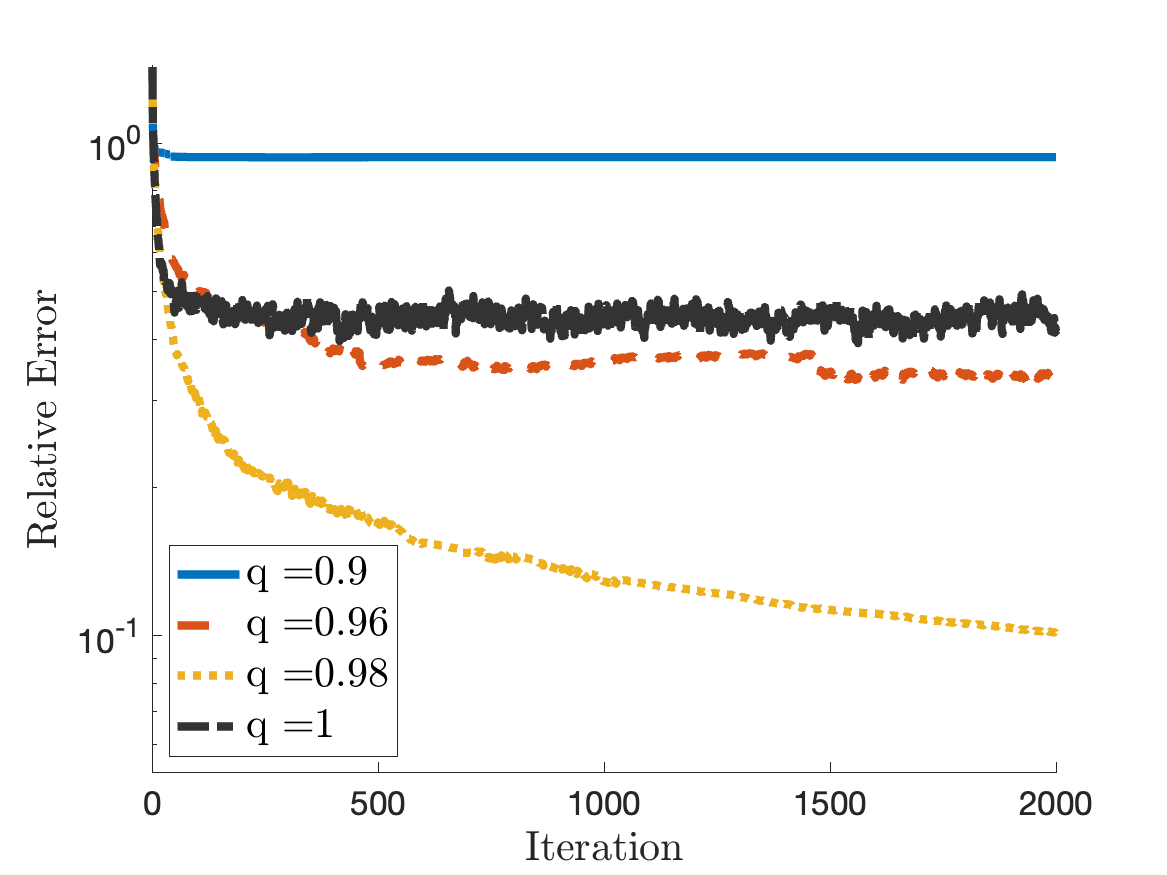 Relative Error
10^0
10^-1
q =0.9
q =0.96
q =0.98
q =1
0 500 1000 1500 2000
Iteration